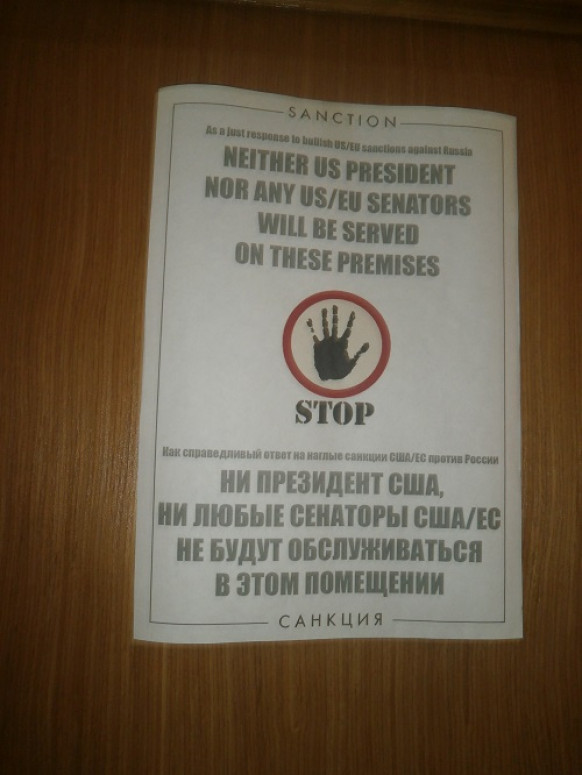 SANCTION
As a just response to bullish US/EU sanctions against Russia
NEITHER US PRESIDENT
NOR ANY US/EU SENATORS
WILL BE SERVED
ON THESE PREMISES
STOP
Как справедливый ответ на наглые санкции США/ЕС против России
НИ ПРЕЗИДЕНТ США,
НИ ЛЮБЫЕ СЕНАТОРЫ США/ЕС
НЕ БУДУТ ОБСЛУЖИВАТЬСЯ
В ЭТОМ ПОМЕЩЕНИИ
САНКЦИЯ